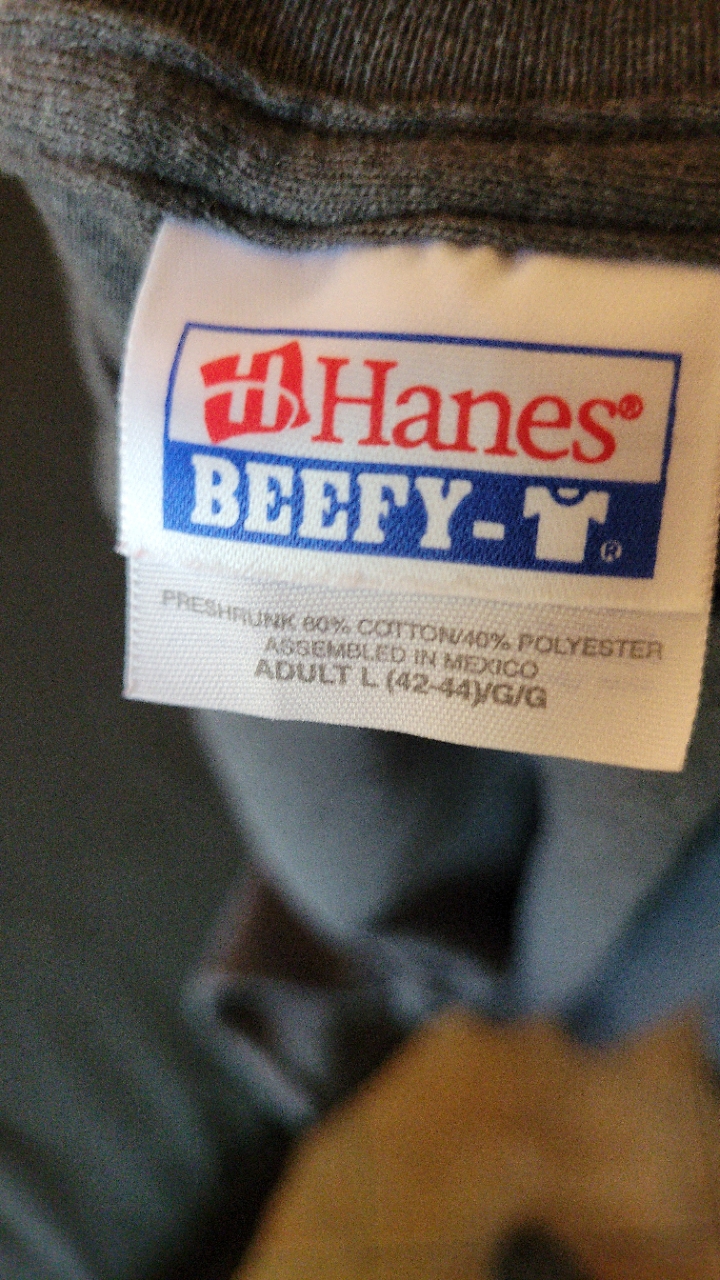 H Hanes®
BEEFY-T®
PRESHRUNK 60% COTTON/40% POLYESTER
ASSEMBLED IN MEXICO
ADULT L (42-44)/G/G